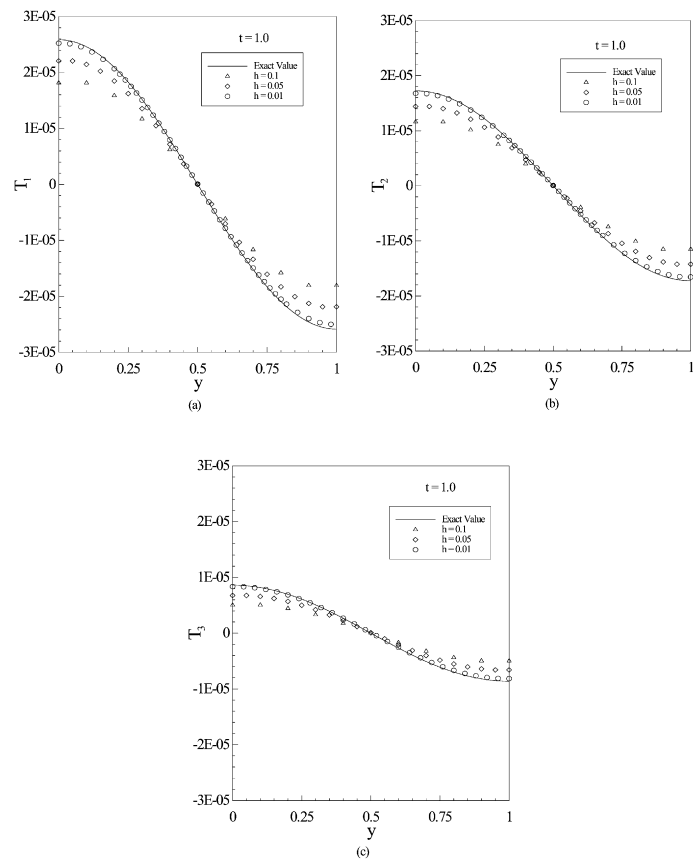 3E-05
t = 1.0
2E-05
Exact Value
h = 0.1
h = 0.05
h = 0.01
1E-05
T1
0
-1E-05
-2E-05
-3E-05
0 0.25 0.5 0.75 1
y
(a)
3E-05
t = 1.0
2E-05
Exact Value
h = 0.1
h = 0.05
h = 0.01
1E-05
T2
0
-1E-05
-2E-05
-3E-05
0 0.25 0.5 0.75 1
y
(b)
3E-05
t = 1.0
2E-05
Exact Value
h = 0.1
h = 0.05
h = 0.01
1E-05
T3
0
-1E-05
-2E-05
-3E-05
0 0.25 0.5 0.75 1
y
(c)